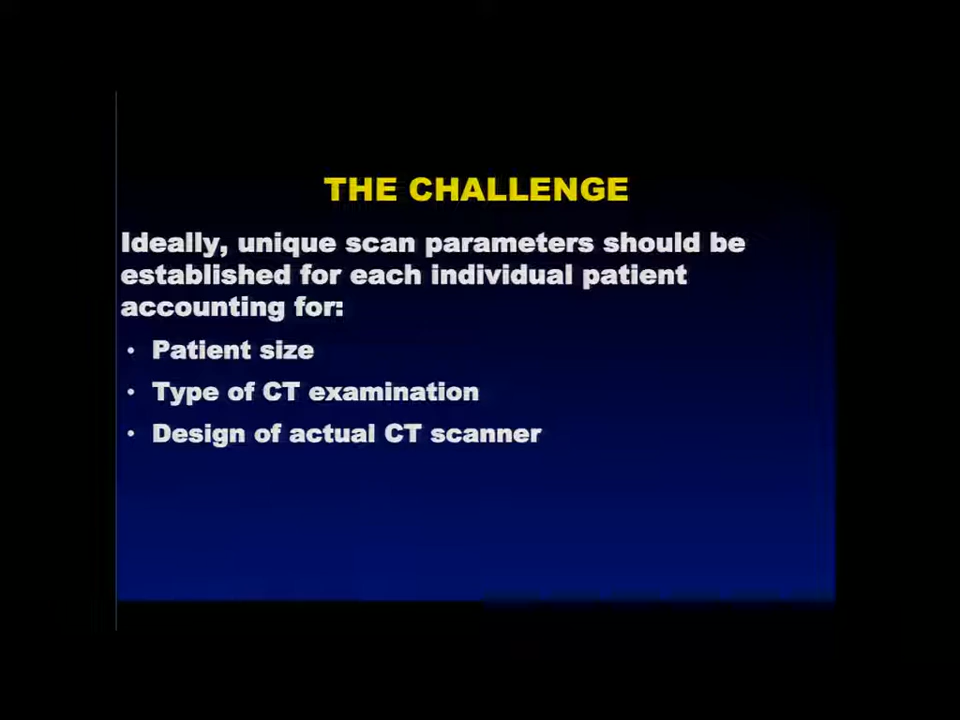 THE CHALLENGE
Ideally, unique scan parameters should be
established for each individual patient
accounting for:
• Patient size
• Type of CT examination
• Design of actual CT scanner